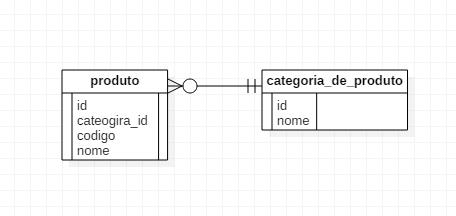 produto
id
cateogira_id
codigo
nome
categoria_de_produto
id
nome